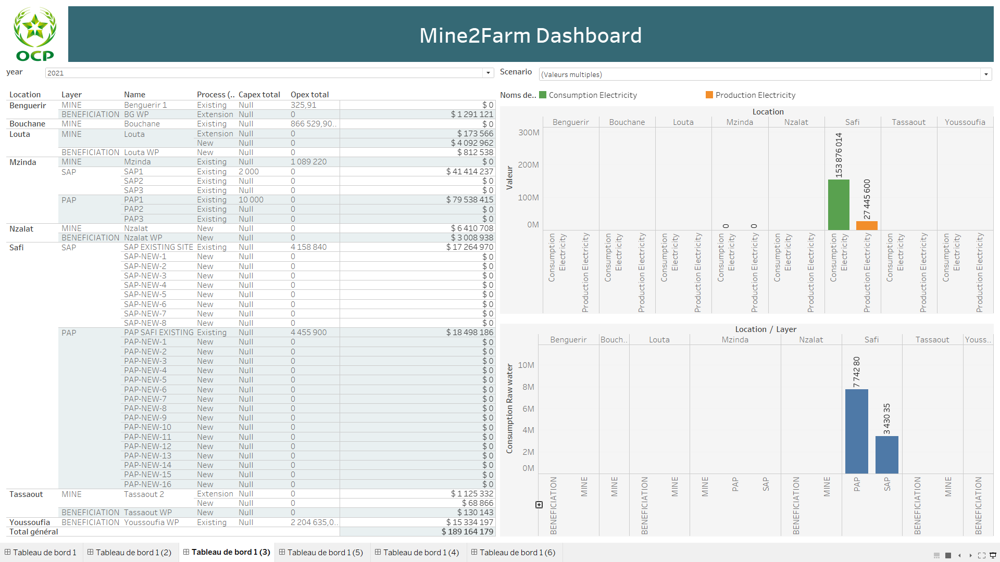 OCP
Mine2Farm Dashboard
year 2021
Scenario (Valeurs multiples)
Location Layer Name Process (.. Capex total Opex total
Benguerir MINE Benguerir 1 Existing Null 325,91 $ 0
BENEFICIATION BG WP Extension Null 0 $ 1 291 121
Bouchane MINE Bouchane Existing Null 866 529,90.. $ 0
Louta MINE Louta Extension Null 0 $ 173 566
New Null 0 $ 4 092 962
BENEFICIATION Louta WP New Null 0 $ 812 538
Mzinda MINE Mzinda Existing Null 1 089 220 $ 0
SAP SAP1 Existing 2 000 0 $ 41 414 237
SAP2 Existing Null 0 $ 0
SAP3 Existing Null 0 $ 0
PAP PAP1 Existing 10 000 0 $ 79 538 415
PAP2 Existing Null 0 $ 0
PAP3 Existing Null 0 $ 0
Nzalat MINE Nzalat New Null 0 $ 6 410 708
BENEFICIATION Nzalat WP New Null 0 $ 3 008 938
Safi SAP SAP EXISTING SITE Existing Null 4 158 840 $ 17 264 970
SAP-NEW-1 New Null 0 $ 0
SAP-NEW-2 New Null 0 $ 0
SAP-NEW-3 New Null 0 $ 0
SAP-NEW-4 New Null 0 $ 0
SAP-NEW-5 New Null 0 $ 0
SAP-NEW-6 New Null 0 $ 0
SAP-NEW-7 New Null 0 $ 0
SAP-NEW-8 New Null 0 $ 0
PAP PAP SAFI EXISTING Existing Null 4 455 900 $ 18 498 186
PAP-NEW-1 New Null 0 $ 0
PAP-NEW-2 New Null 0 $ 0
PAP-NEW-3 New Null 0 $ 0
PAP-NEW-4 New Null 0 $ 0
PAP-NEW-5 New Null 0 $ 0
PAP-NEW-6 New Null 0 $ 0
PAP-NEW-7 New Null 0 $ 0
PAP-NEW-8 New Null 0 $ 0
PAP-NEW-9 New Null 0 $ 0
PAP-NEW-10 New Null 0 $ 0
PAP-NEW-11 New Null 0 $ 0
PAP-NEW-12 New Null 0 $ 0
PAP-NEW-13 New Null 0 $ 0
PAP-NEW-14 New Null 0 $ 0
PAP-NEW-15 New Null 0 $ 0
PAP-NEW-16 New Null 0 $ 0
Tassaout MINE Tassaout 2 Extension Null 0 $ 1 125 332
New Null 0 $ 68 866
BENEFICIATION Tassaout WP New Null 0 $ 130 143
Youssoufia BENEFICIATION Youssoufia WP Existing Null 2 204 635,0.. $ 15 334 197
Total général $ 189 164 179
Noms de.. Consumption Electricity Production Electricity
Location
Benguerir Bouchane Louta Mzinda Nzalat Safi Tassaout Youssoufia
Valeur
300M
200M
100M
0M
0
0
153 876 014
27 445 600
Consumption Electricity
Production Electricity
Consumption Electricity
Production Electricity
Consumption Electricity
Production Electricity
Consumption Electricity
Production Electricity
Consumption Electricity
Production Electricity
Consumption Electricity
Production Electricity
Consumption Electricity
Production Electricity
Consumption Electricity
Production Electricity
Location / Layer
Benguerir Bouch.. Louta Mzinda Nzalat Safi Tassaout Youss..
Consumption Raw water
10M
8M
6M
4M
2M
0M
7 742 80
3 430 35
BENEFICIATION
MINE
MINE
BENEFICIATION
MINE
MINE
PAP
SAP
BENEFICIATION
MINE
PAP
SAP
BENEFICIATION
MINE
BENEFICIATION
Tableau de bord 1 Tableau de bord 1 (2) Tableau de bord 1 (3) Tableau de bord 1 (5) Tableau de bord 1 (4) Tableau de bord 1 (6)